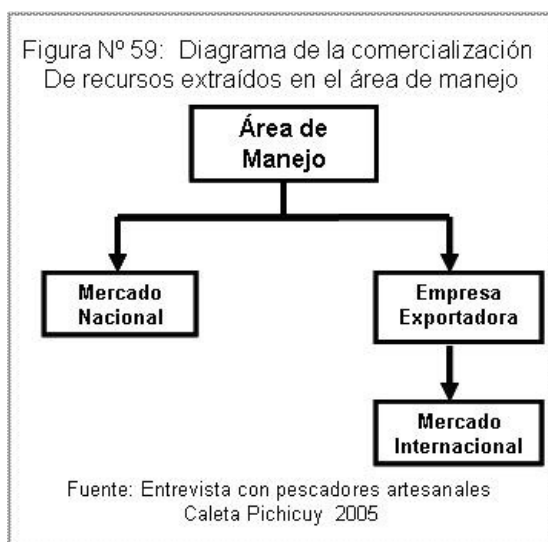 Figura Nº 59: Diagrama de la comercialización
De recursos extraídos en el área de manejo
Área de
Manejo
Mercado
Nacional
Empresa
Exportadora
Mercado
Internacional
Fuente: Entrevista con pescadores artesanales
Caleta Pichicuy 2005